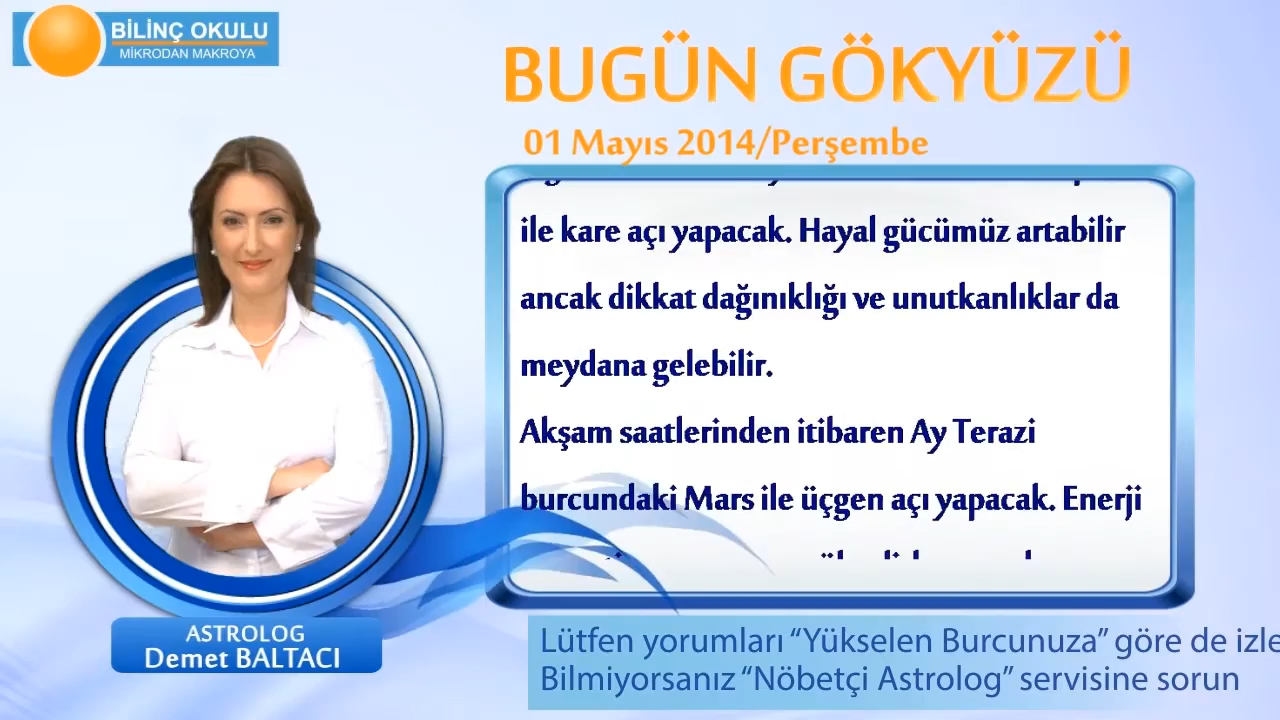 BİLİNÇ OKULU
MİKRODAN MAKROYA
BUGÜN GÖKYÜZÜ
01 Mayıs 2014/Perşembe
ile kare açı yapacak. Hayal gücümüz artabilir
ancak dikkat dağınıklığı ve unutkanlıklar da
meydana gelebilir.
Akşam saatlerinden itibaren Ay Terazi
burcundaki Mars ile üçgen açı yapacak. Enerji
ASTROLOG
Demet BALTACI
Lütfen yorumları “Yükselen Burcunuza” göre de izle
Bilmiyorsanız “Nöbetçi Astrolog” servisine sorun